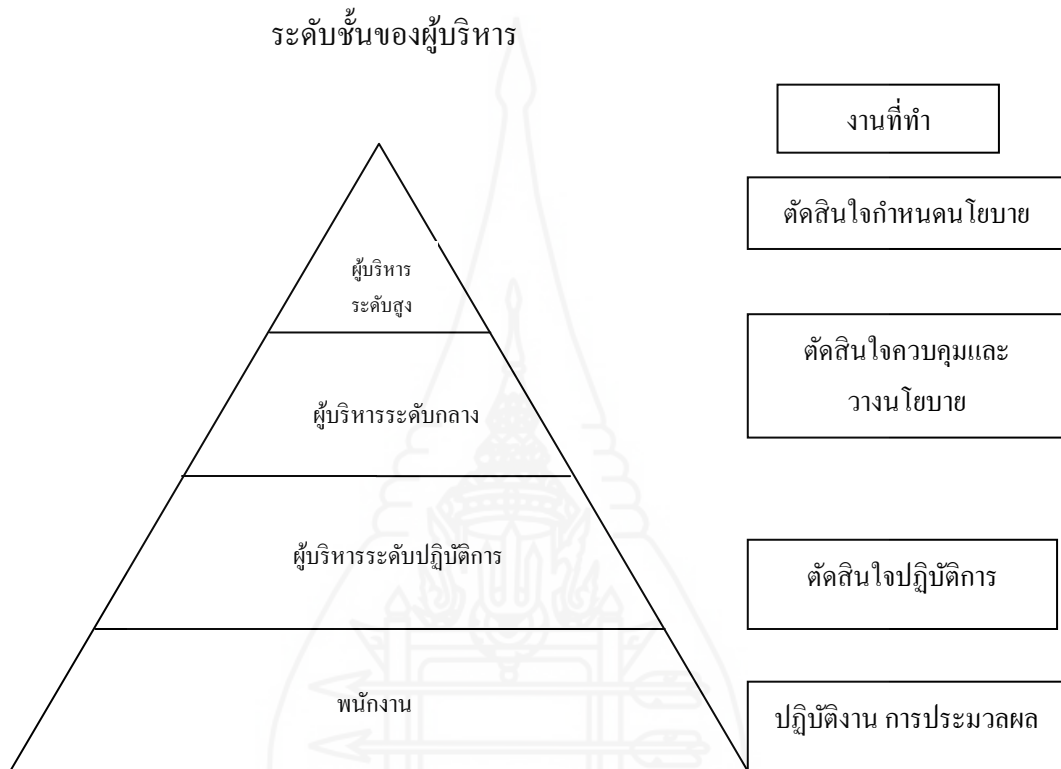 ระดับชั้นของผู้บริหาร
งานที่ทำ
ตัดสินใจกำหนดนโยบาย
ผู้บริหาร
ระดับสูง
ตัดสินใจควบคุมและ
วางนโยบาย
ผู้บริหารระดับกลาง
ผู้บริหารระดับปฏิบัติการ
ตัดสินใจปฏิบัติการ
พนักงาน
ปฏิบัติงาน การประมวลผล